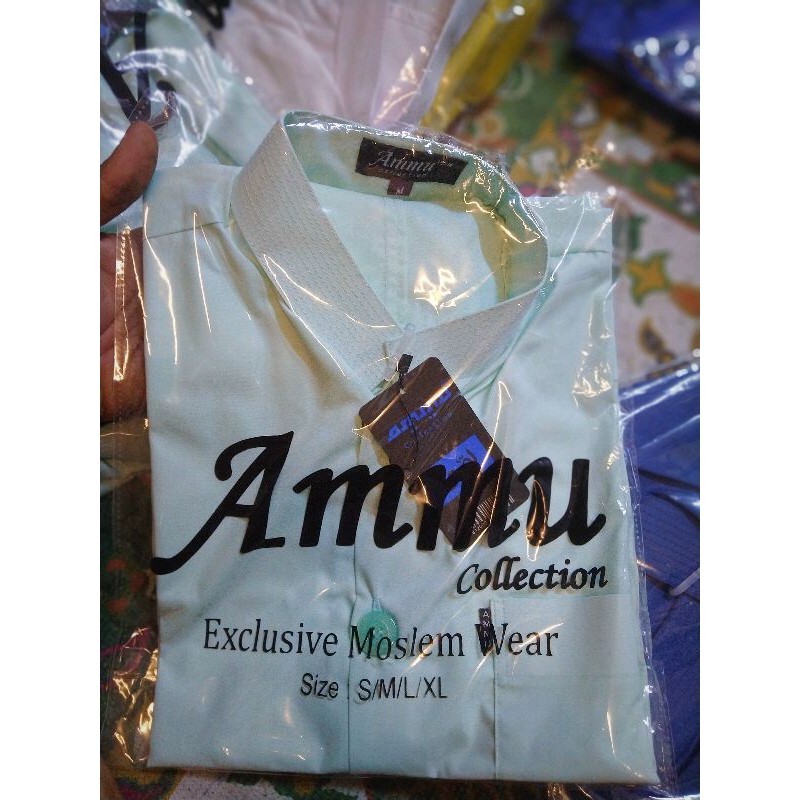 Ammu
Ammu
Collection
Exclusive Moslem Wear
Size : S/M/L/XL